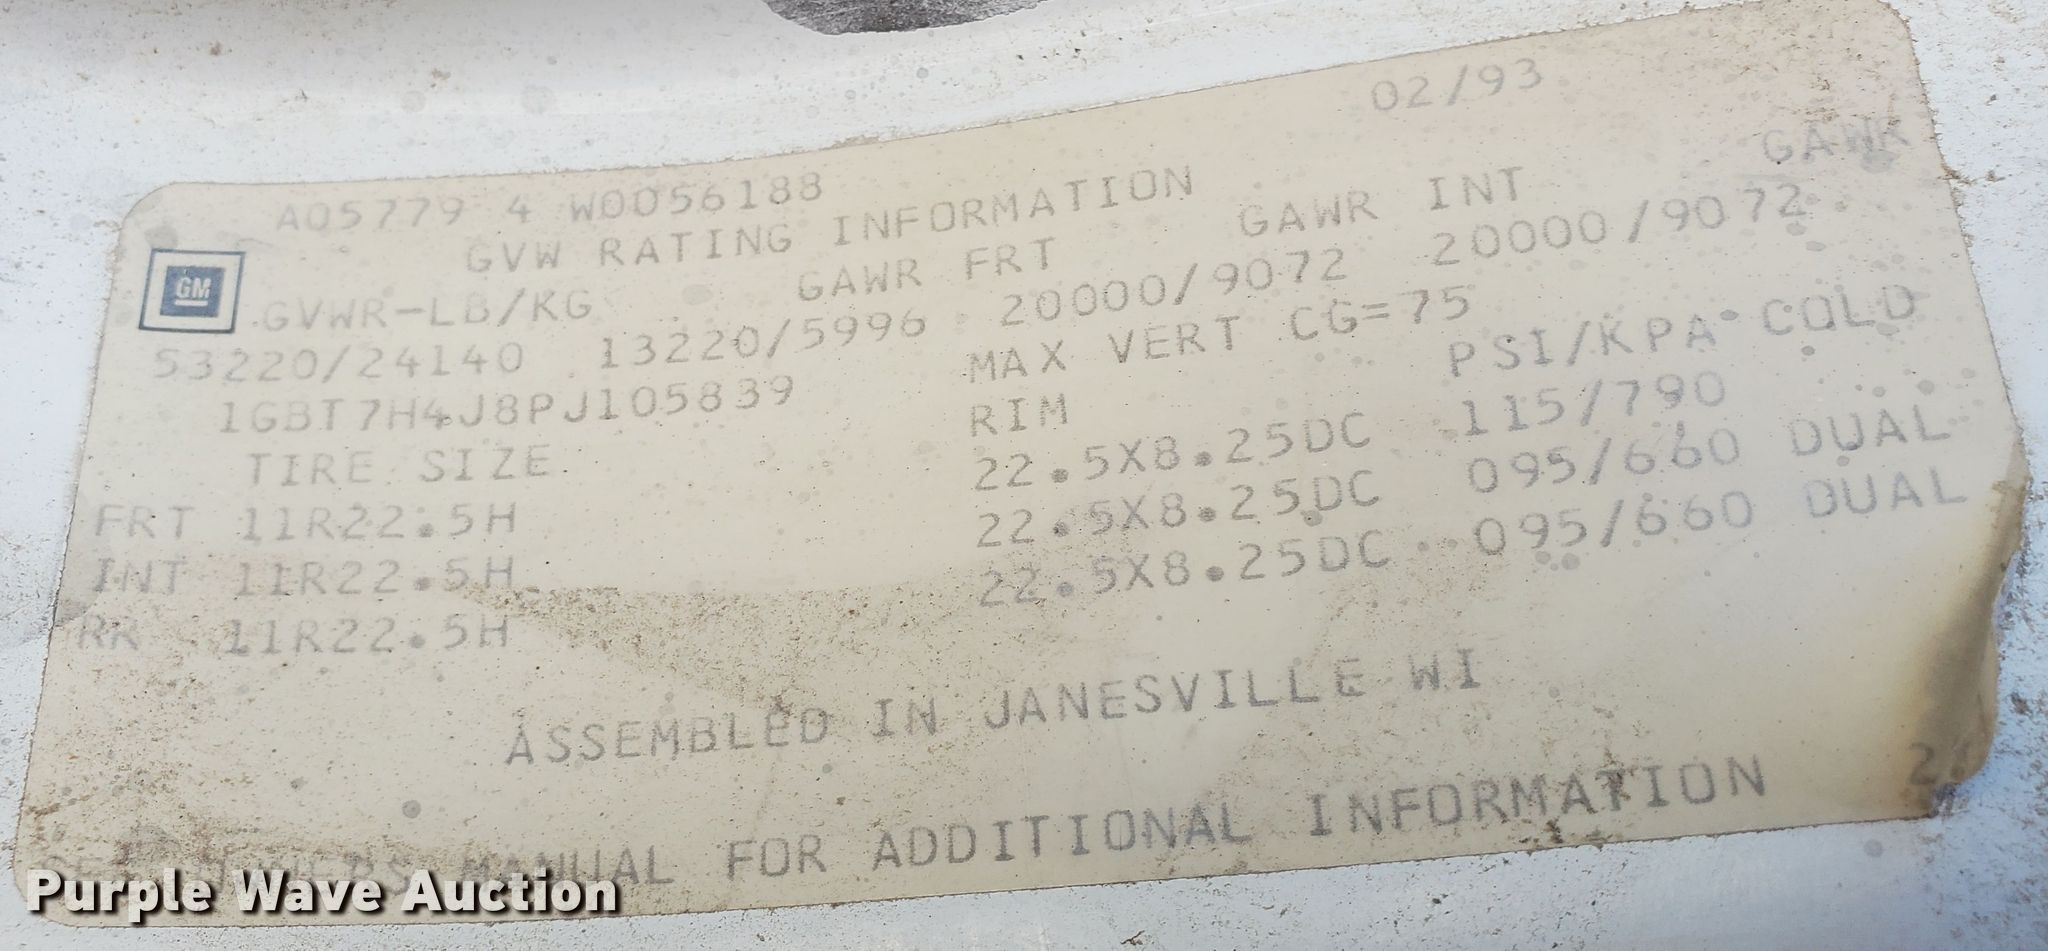 02/93
A05779 4 W0056188
GVW RATING INFORMATION
GM
GVWR-LB/KG GAWR FRT GAWR INT GAWR
53220/24140 13220/5996 20000/9072 20000/9072
1GBT7H4J8PJ105839 MAX VERT CG=75
TIRE SIZE RIM PSI/KPA COLD
FRT 11R22.5H 22.5X8.25DC 115/790
INT 11R22.5H 22.5X8.25DC 095/660 DUAL
RR 11R22.5H 22.5X8.25DC 095/660 DUAL
ASSEMBLED IN JANESVILLE WI
SEE OWNERS MANUAL FOR ADDITIONAL INFORMATION
Purple Wave Auction